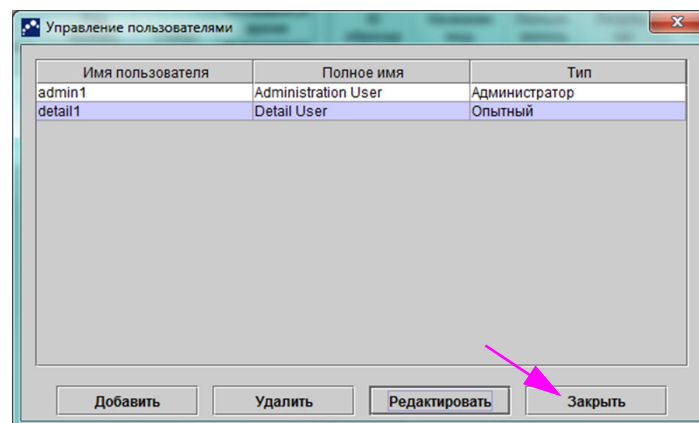 Управление пользователями
Имя пользователя Полное имя Тип
admin1 Administration User Администратор
detail1 Detail User Опытный
Добавить Удалить Редактировать Закрыть